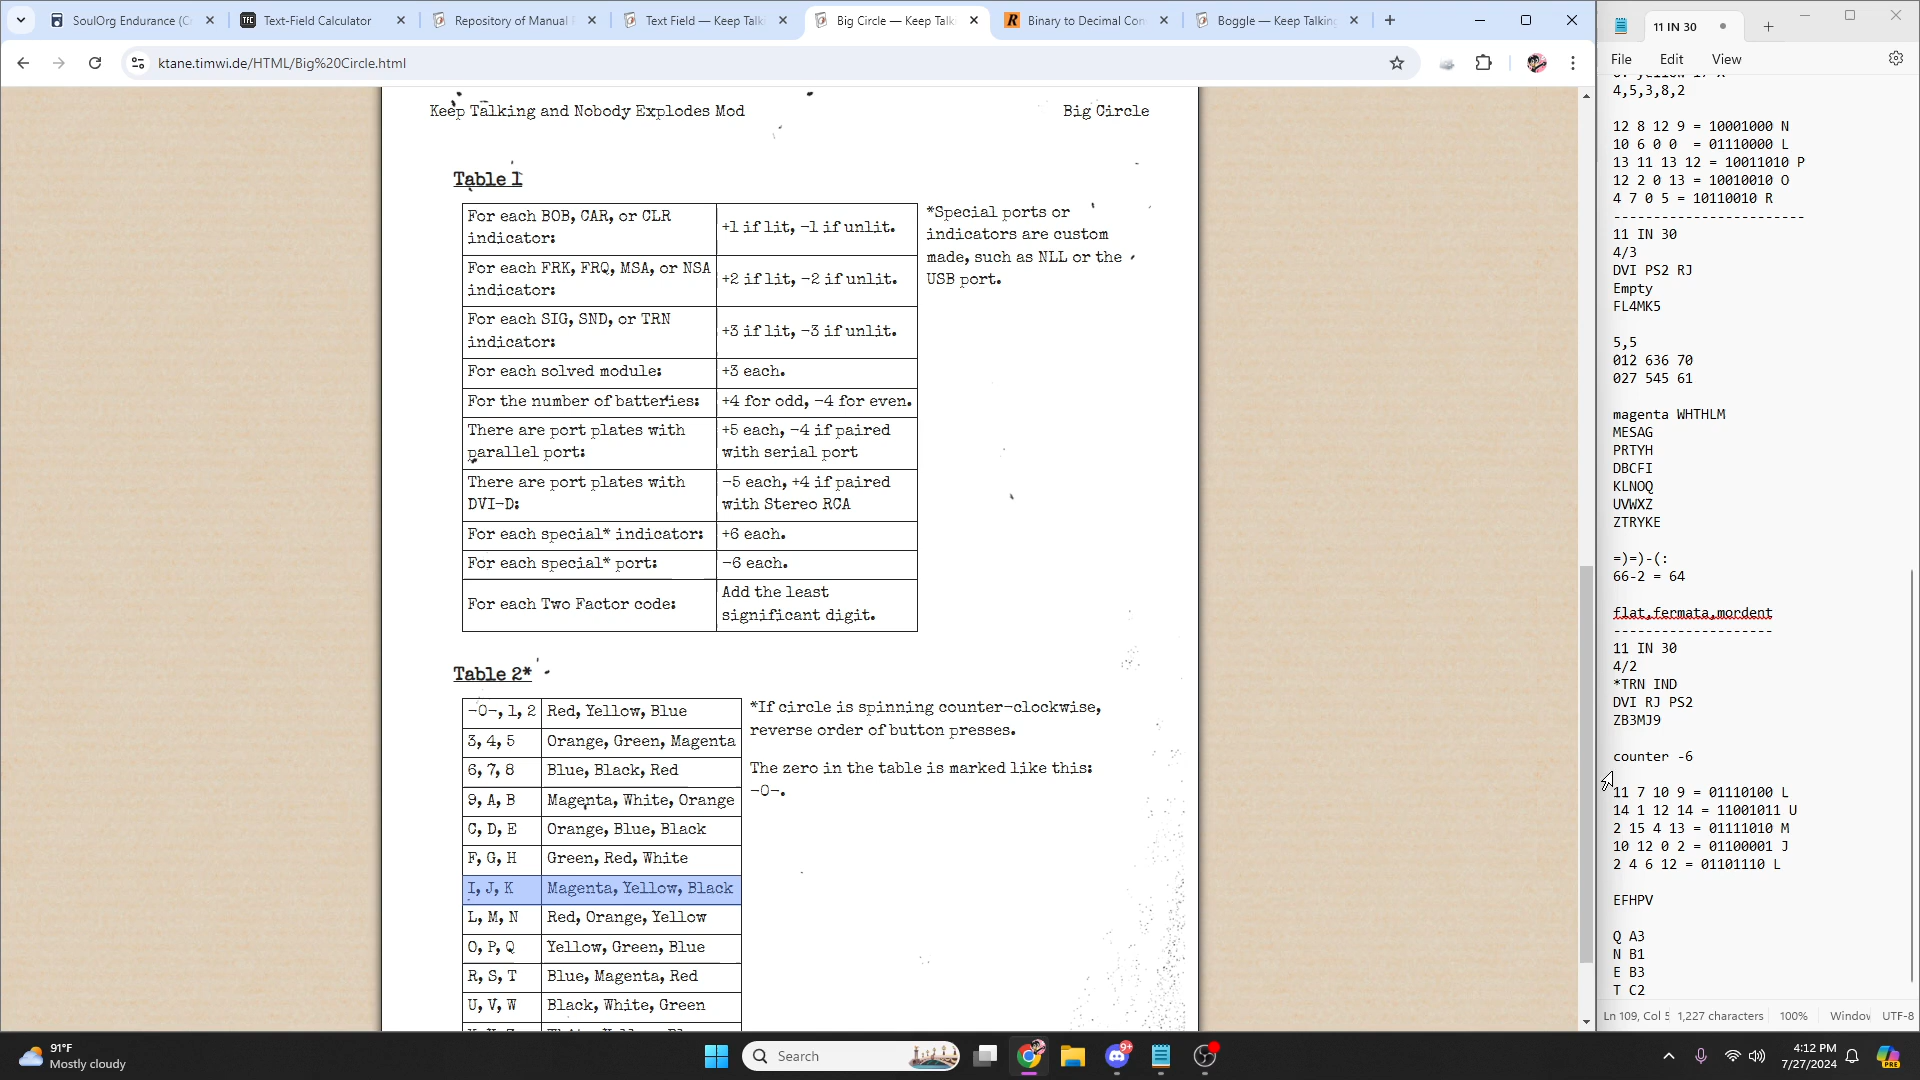 SoulOrg Endurance (C
Text-Field Calculator
Repository of Manual
Text Field — Keep Talki
Big Circle — Keep Talk
Binary to Decimal Con
Boggle — Keep Talking
ktane.timwi.de/HTML/Big%20Circle.html
Keep Talking and Nobody Explodes Mod
Big Circle
Table 1
For each BOB, CAR, or CLR indicator:
+1 if lit, -1 if unlit.
For each FRK, FRQ, MSA, or NSA indicator:
+2 if lit, -2 if unlit.
For each SIG, SND, or TRN indicator:
+3 if lit, -3 if unlit.
For each solved module:
+3 each.
For the number of batteries:
+4 for odd, -4 for even.
There are port plates with parallel port:
+5 each, -4 if paired with serial port
There are port plates with DVI-D:
-5 each, +4 if paired with Stereo RCA
For each special* indicator:
+6 each.
For each special* port:
-6 each.
For each Two Factor code:
Add the least significant digit.
*Special ports or
indicators are custom
made, such as NLL or the
USB port.
Table 2*
-0-, 1, 2 Red, Yellow, Blue
3, 4, 5 Orange, Green, Magenta
6, 7, 8 Blue, Black, Red
9, A, B Magenta, White, Orange
C, D, E Orange, Blue, Black
F, G, H Green, Red, White
I, J, K Magenta, Yellow, Black
L, M, N Red, Orange, Yellow
O, P, Q Yellow, Green, Blue
R, S, T Blue, Magenta, Red
U, V, W Black, White, Green
*If circle is spinning counter-clockwise,
reverse order of button presses.
The zero in the table is marked like this:
-0-.
11 IN 30
File Edit View
4,5,3,8,2
12 8 12 9 = 10001000 N
10 6 0 0  = 01110000 L
13 11 13 12 = 10011010 P
12 2 0 13 = 10010010 O
4 7 0 5 = 10110010 R
------------------------
11 IN 30
4/3
DVI PS2 RJ
Empty
FL4MK5
5,5
012 636 70
027 545 61
magenta WHTHLM
MESAG
PRTYH
DBCFI
KLNOQ
UVWXZ
ZTRYKE
=)=)-(:
66-2 = 64
flat,fermata,mordent
--------------------
11 IN 30
4/2
*TRN IND
DVI RJ PS2
ZB3MJ9
counter -6
11 7 10 9 = 01110100 L
14 1 12 14 = 11001011 U
2 15 4 13 = 01111010 M
10 12 0 2 = 01100001 J
2 4 6 12 = 01101110 L
EFHPV
Q A3
N B1
E B3
T C2
Ln 109, Col 5 1,227 characters 100% Window UTF-8
91°F
Mostly cloudy
Search
9+
PRE
4:12 PM
7/27/2024